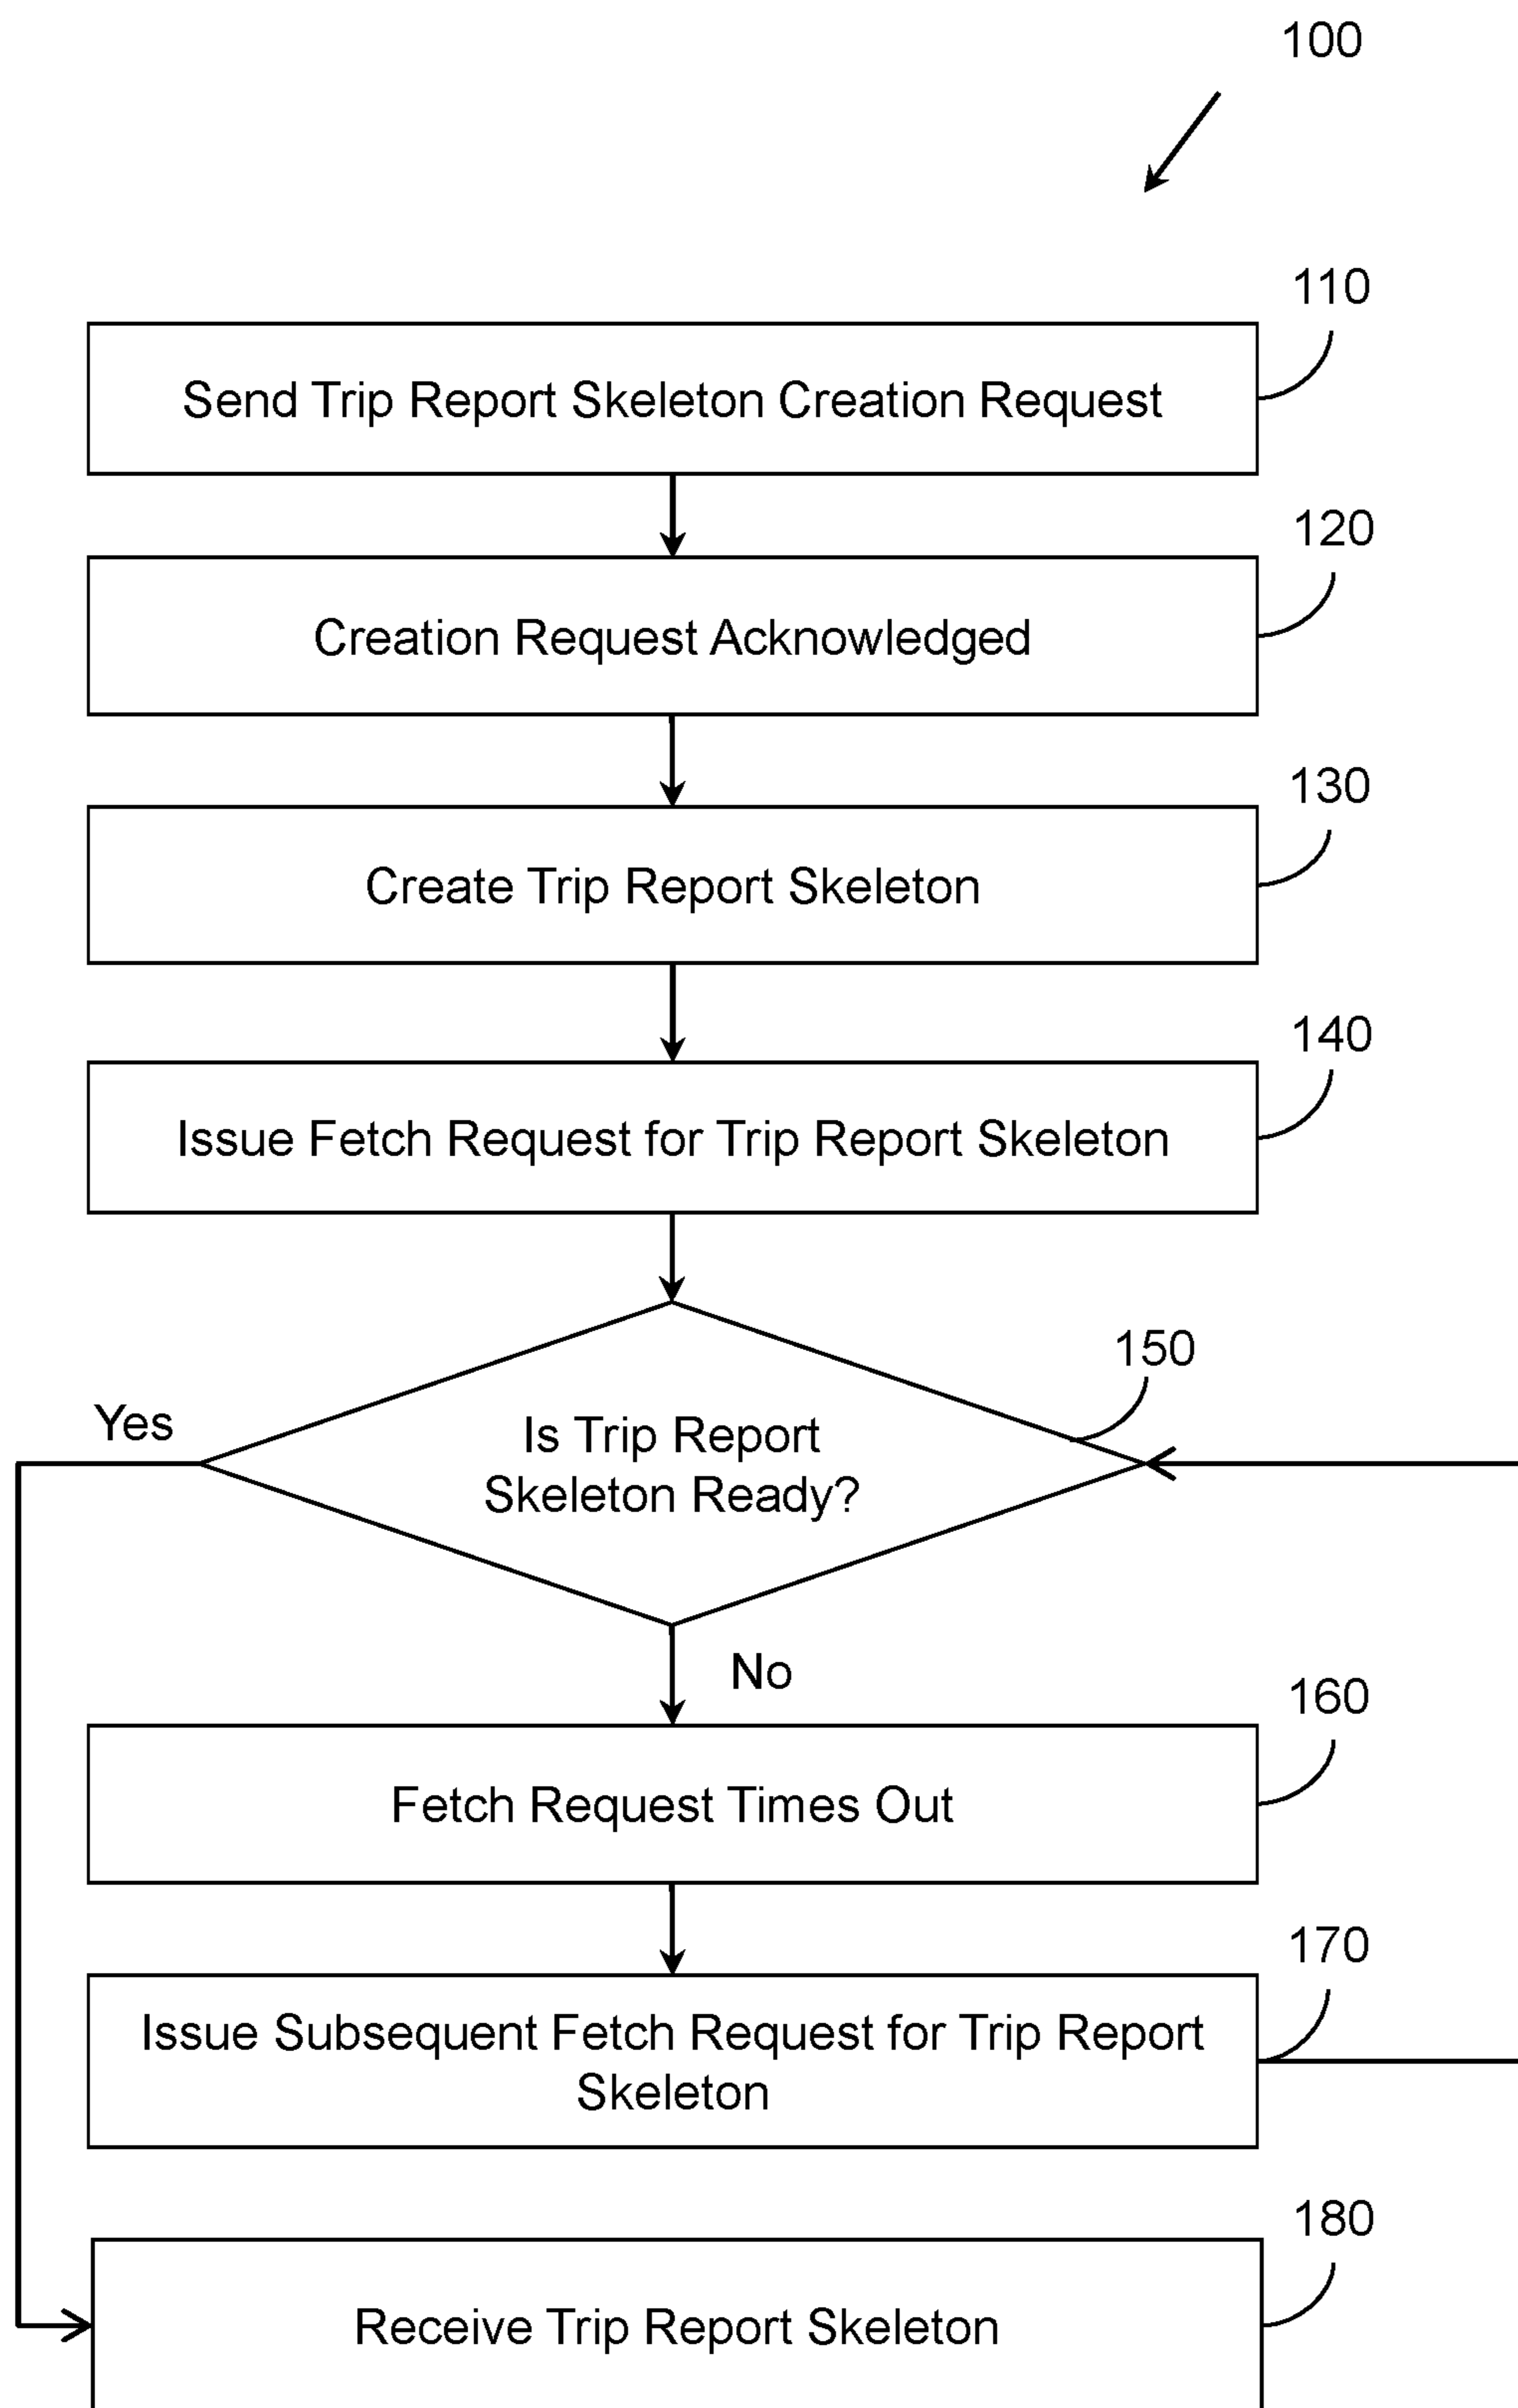 100
110
Send Trip Report Skeleton Creation Request
120
Creation Request Acknowledged
130
Create Trip Report Skeleton
140
Issue Fetch Request for Trip Report Skeleton
150
Yes
Is Trip Report
Skeleton Ready?
No
160
Fetch Request Times Out
170
Issue Subsequent Fetch Request for Trip Report
Skeleton
180
Receive Trip Report Skeleton